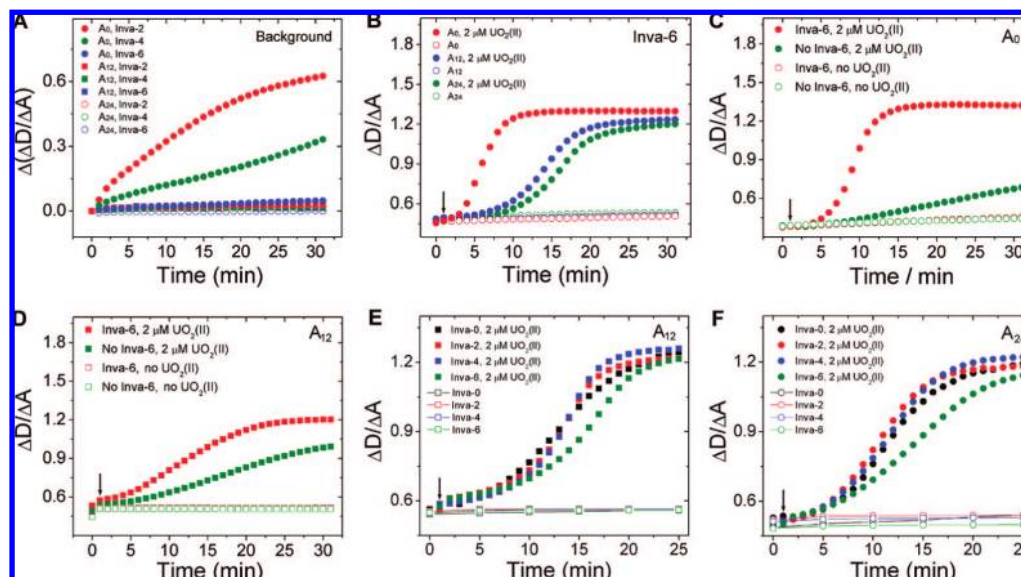 A
Background
A0, Inva-2
A0, Inva-4
A0, Inva-6
A12, Inva-2
A12, Inva-4
A12, Inva-6
A24, Inva-2
A24, Inva-4
A24, Inva-6
Δ(ΔD/ΔA)
0.6
0.3
0.0
0 5 10 15 20 25 30
Time (min)
B
Inva-6
A0, 2 μM UO2(II)
A0
A12, 2 μM UO2(II)
A12
A24, 2 μM UO2(II)
A24
ΔD/ΔA
1.8
1.5
1.2
0.9
0.6
0 5 10 15 20 25 30
Time (min)
C
A0
Inva-6, 2 μM UO2(II)
No Inva-6, 2 μM UO2(II)
Inva-6, no UO2(II)
No Inva-6, no UO2(II)
ΔD/ΔA
1.8
1.2
0.6
0 5 10 15 20 25 30
Time / min
D
A12
Inva-6, 2 μM UO2(II)
No Inva-6, 2 μM UO2(II)
Inva-6, no UO2(II)
No Inva-6, no UO2(II)
ΔD/ΔA
1.8
1.5
1.2
0.9
0.6
0 5 10 15 20 25 30
Time (min)
E
A12
Inva-0, 2 μM UO2(II)
Inva-2, 2 μM UO2(II)
Inva-4, 2 μM UO2(II)
Inva-6, 2 μM UO2(II)
Inva-0
Inva-2
Inva-4
Inva-6
ΔD/ΔA
1.2
0.9
0.6
0 5 10 15 20 25
Time (min)
F
Inva-0, 2 μM UO2(II)
Inva-2, 2 μM UO2(II)
Inva-4, 2 μM UO2(II)
Inva-6, 2 μM UO2(II)
Inva-0
Inva-2
Inva-4
Inva-6
ΔD/ΔA
1.2
0.9
0.6
0 5 10 15 20 25
Time (min)